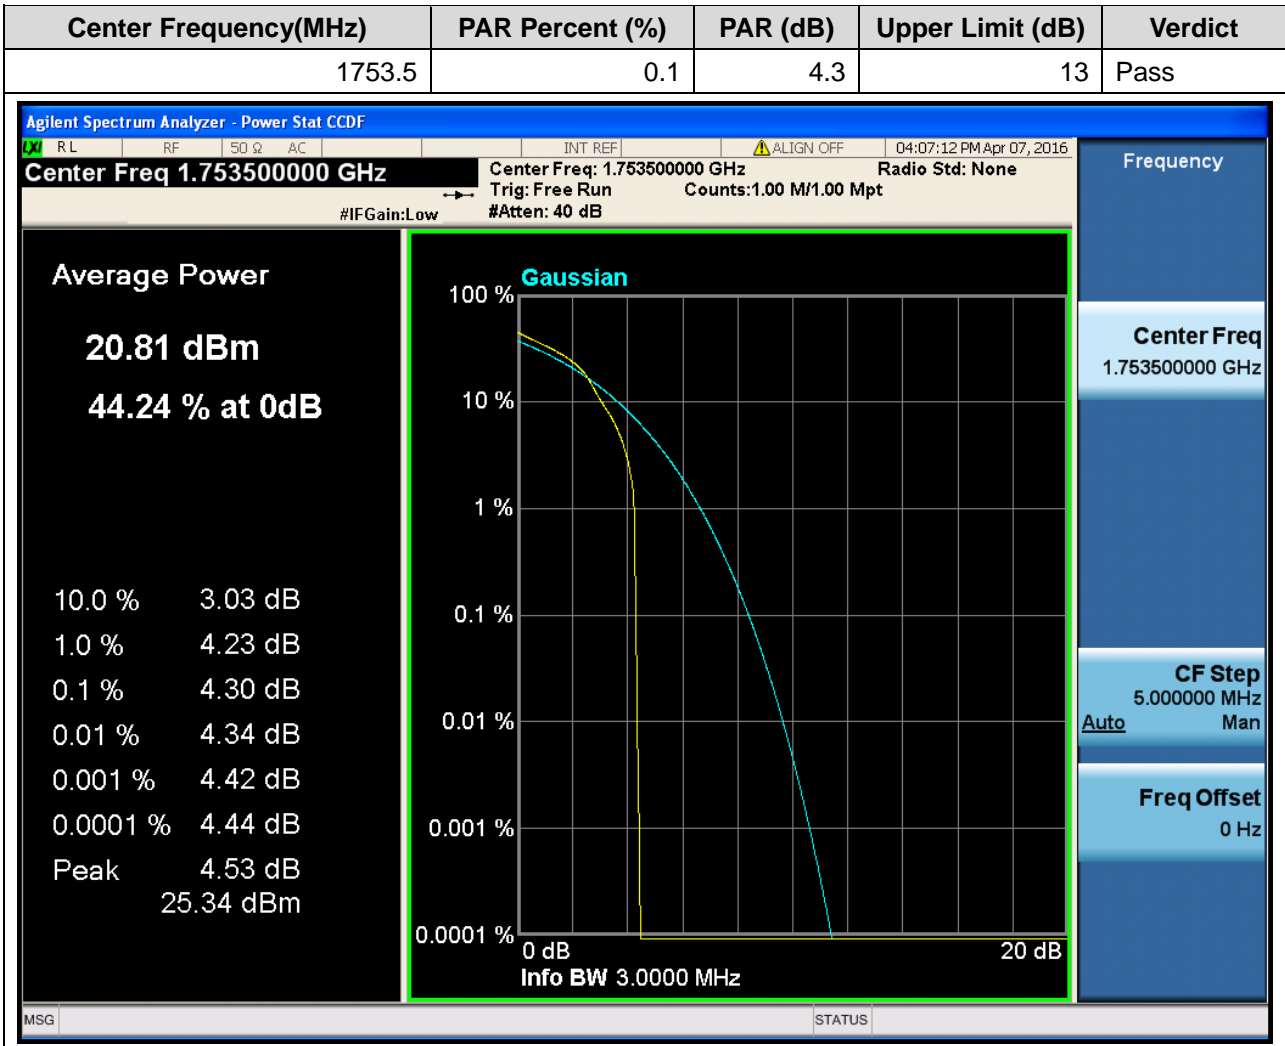 Center Frequency(MHz) PAR Percent (%) PAR (dB) Upper Limit (dB) Verdict
1753.5 0.1 4.3 13 Pass
Agilent Spectrum Analyzer - Power Stat CCDF
LXI RL RF 50 Ω AC INT REF ALIGN OFF 04:07:12 PM Apr 07, 2016
Center Freq 1.753500000 GHz
Center Freq: 1.753500000 GHz Radio Std: None
Trig: Free Run Counts:1.00 M/1.00 Mpt
#IFGain:Low #Atten: 40 dB
Average Power
20.81 dBm
44.24 % at 0dB
10.0 % 3.03 dB
1.0 % 4.23 dB
0.1 % 4.30 dB
0.01 % 4.34 dB
0.001 % 4.42 dB
0.0001 % 4.44 dB
Peak 4.53 dB
25.34 dBm
Gaussian
100 %
10 %
1 %
0.1 %
0.01 %
0.001 %
0.0001 %
0 dB 20 dB
Info BW 3.0000 MHz
Frequency
Center Freq
1.753500000 GHz
CF Step
5.000000 MHz
Auto Man
Freq Offset
0 Hz
MSG STATUS